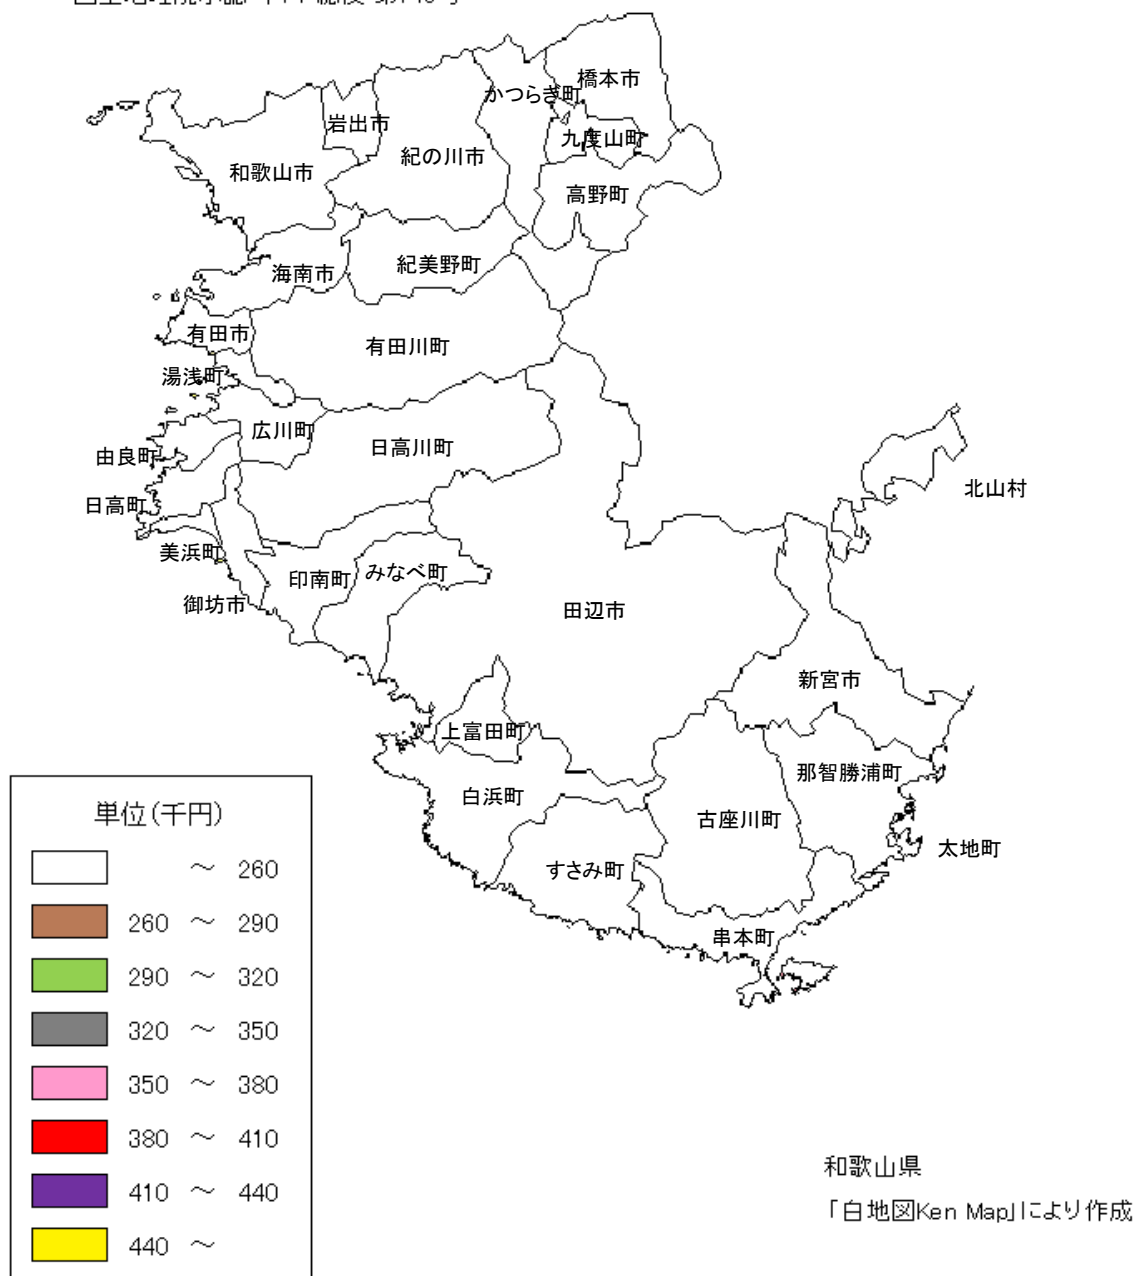 橋本市
かつらぎ町
岩出市
九度山町
紀の川市
和歌山市
高野町
紀美野町
海南市
有田市
有田川町
湯浅町
広川町
日高川町
由良町
北山村
日高町
美浜町
みなべ町
印南町
御坊市
田辺市
新宮市
上富田町
那智勝浦町
白浜町
古座川町
太地町
すさみ町
串本町
単位(千円)
～ 260
260 ～ 290
290 ～ 320
320 ～ 350
350 ～ 380
380 ～ 410
410 ～ 440
440 ～
和歌山県
「白地図Ken Map」により作成